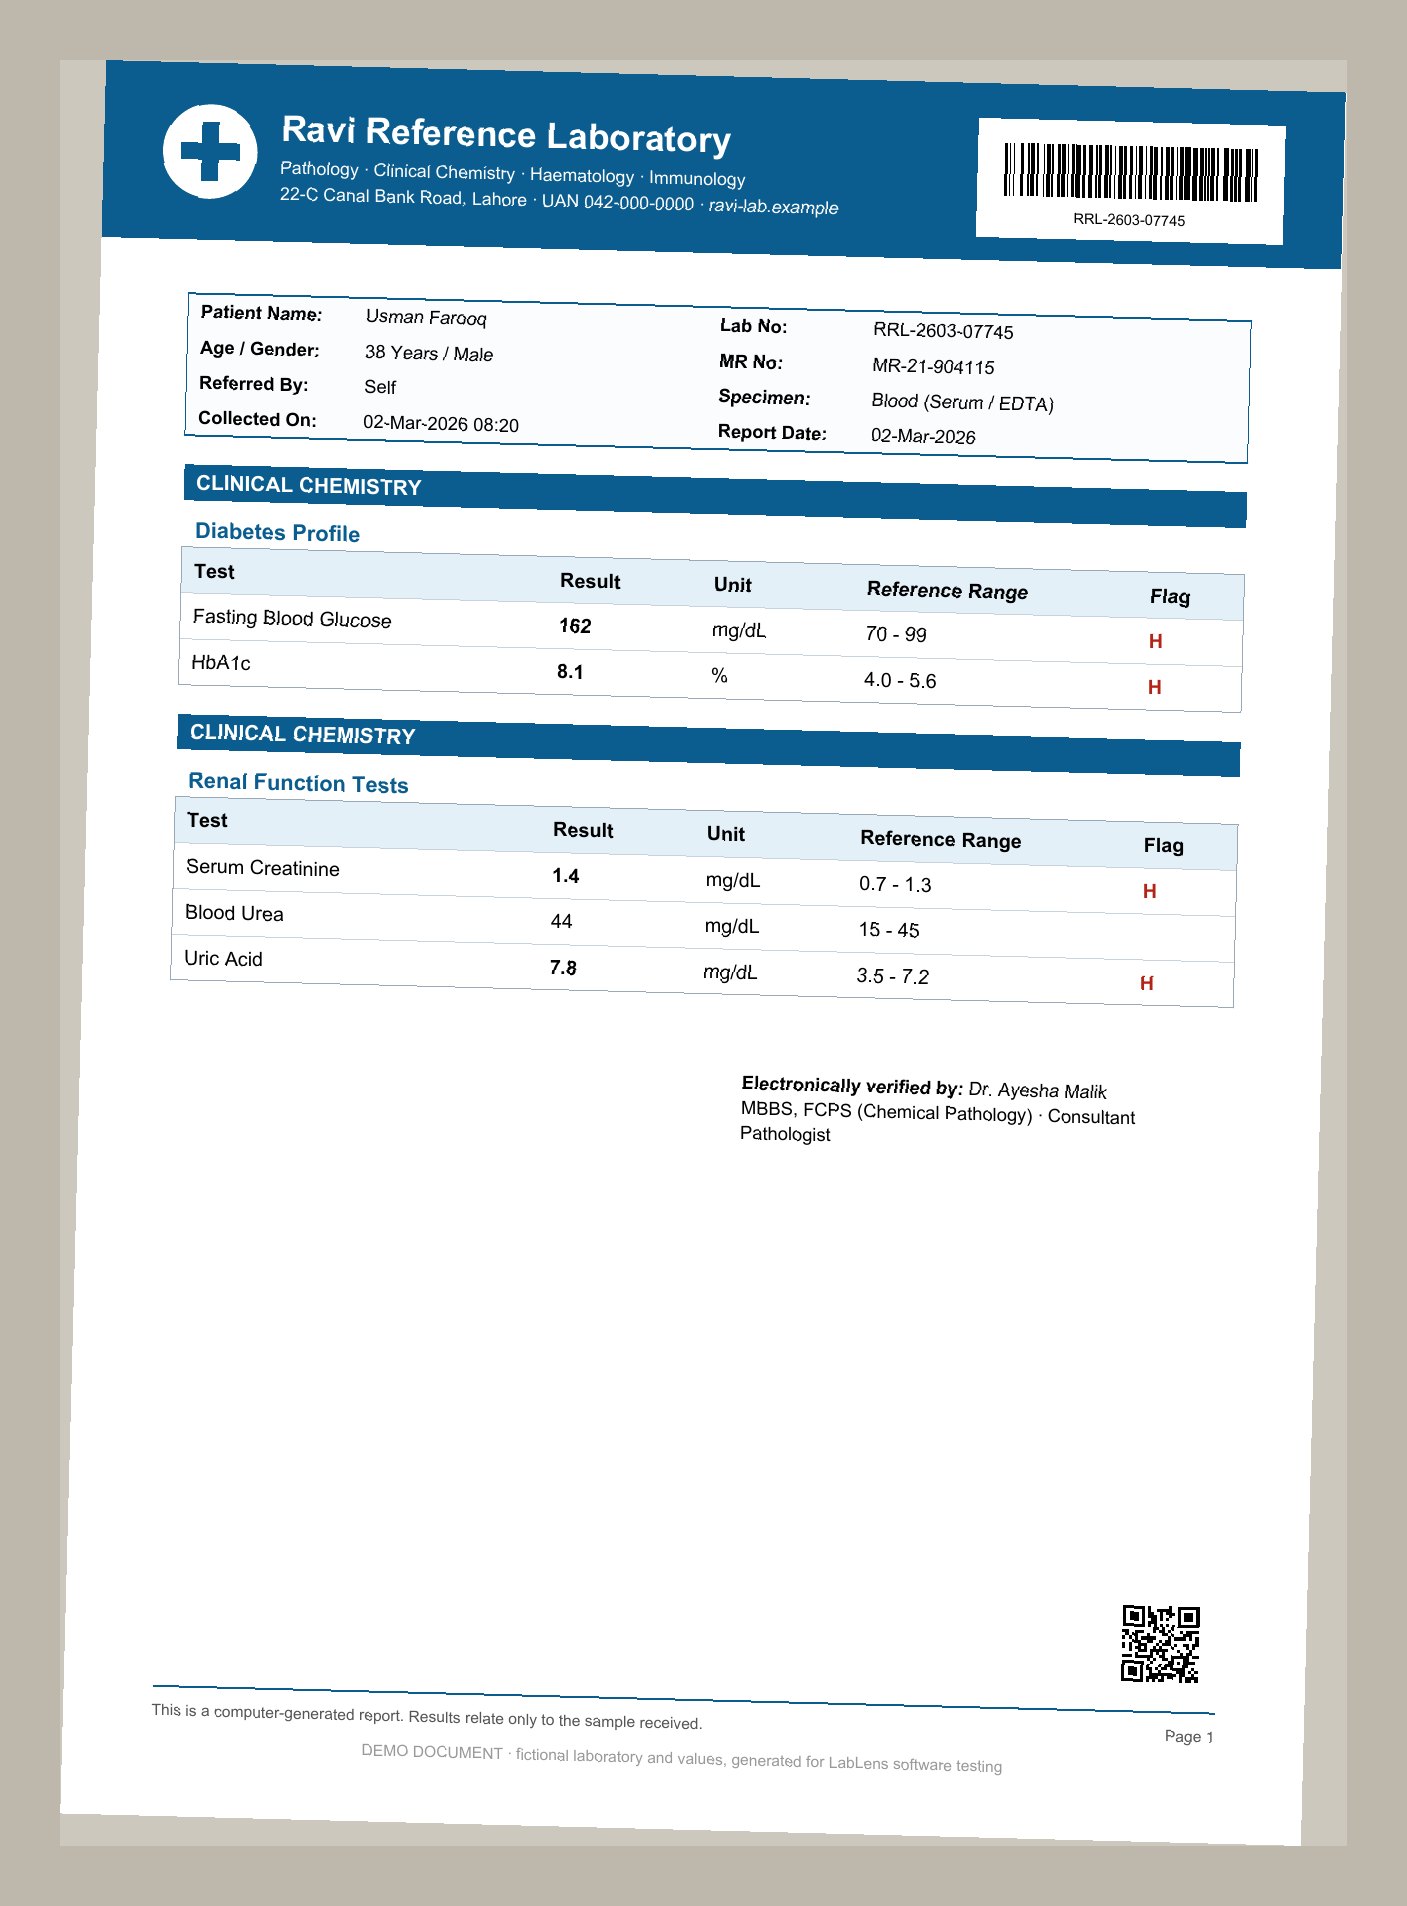 Ravi Reference Laboratory
Pathology · Clinical Chemistry · Haematology · Immunology
22-C Canal Bank Road, Lahore · UAN 042-000-0000 · ravi-lab.example
RRL-2603-07745
Patient Name: Usman Farooq Lab No: RRL-2603-07745
Age / Gender: 38 Years / Male MR No: MR-21-904115
Referred By: Self Specimen: Blood (Serum / EDTA)
Collected On: 02-Mar-2026 08:20 Report Date: 02-Mar-2026
CLINICAL CHEMISTRY
Diabetes Profile
Test Result Unit Reference Range Flag
Fasting Blood Glucose 162 mg/dL 70 - 99 H
HbA1c 8.1 % 4.0 - 5.6 H
CLINICAL CHEMISTRY
Renal Function Tests
Test Result Unit Reference Range Flag
Serum Creatinine 1.4 mg/dL 0.7 - 1.3 H
Blood Urea 44 mg/dL 15 - 45
Uric Acid 7.8 mg/dL 3.5 - 7.2 H
Electronically verified by: Dr. Ayesha Malik
MBBS, FCPS (Chemical Pathology) · Consultant
Pathologist
This is a computer-generated report. Results relate only to the sample received.
Page 1
DEMO DOCUMENT · fictional laboratory and values, generated for LabLens software testing